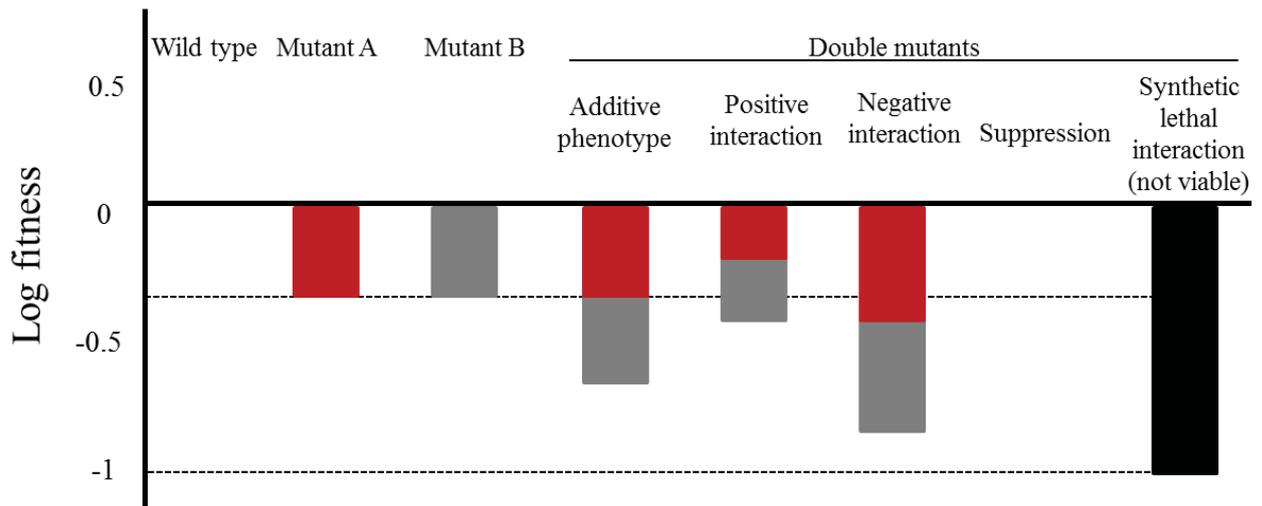 Wild type
Mutant A
Mutant B
Double mutants
Additive
phenotype
Positive
interaction
Negative
interaction
Suppression
Synthetic
lethal
interaction
(not viable)
Log fitness
0.5
0
-0.5
-1